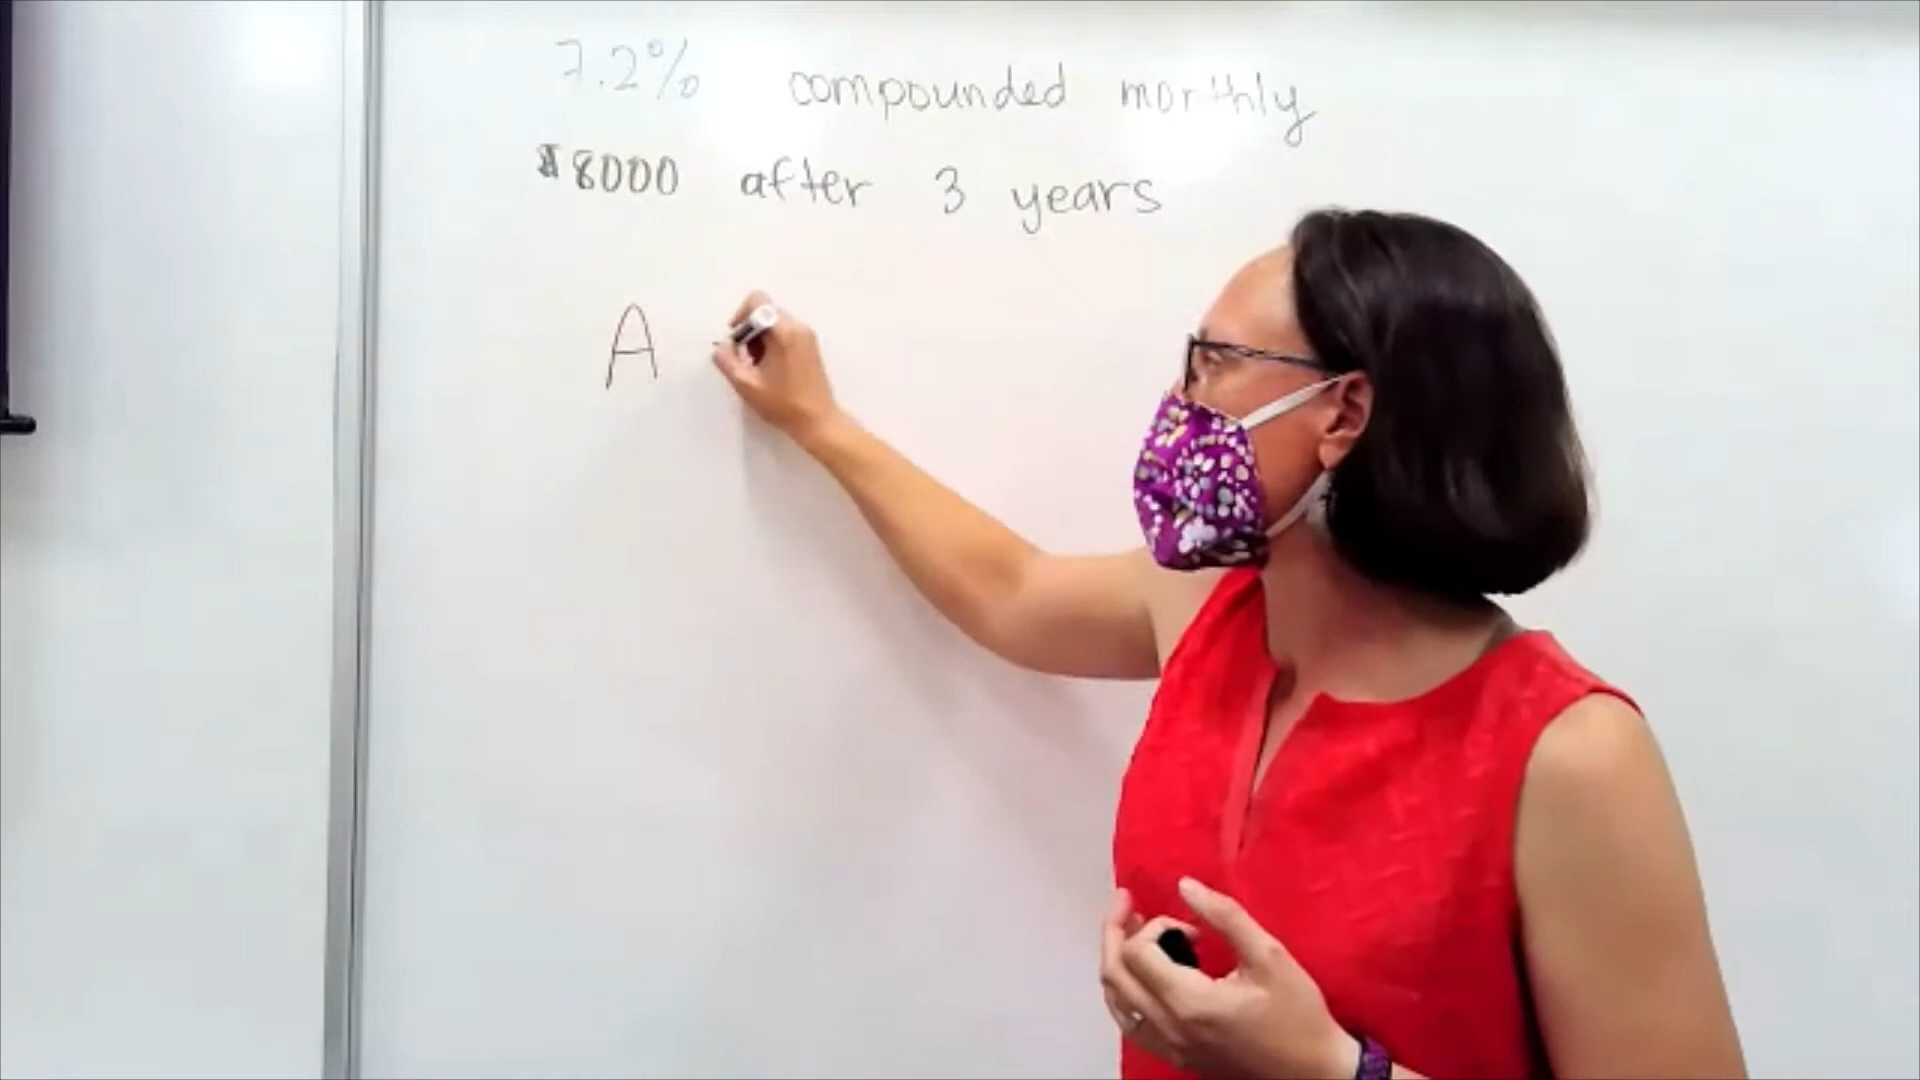 7.2% compounded monthly
$8000 after 3 years
A -